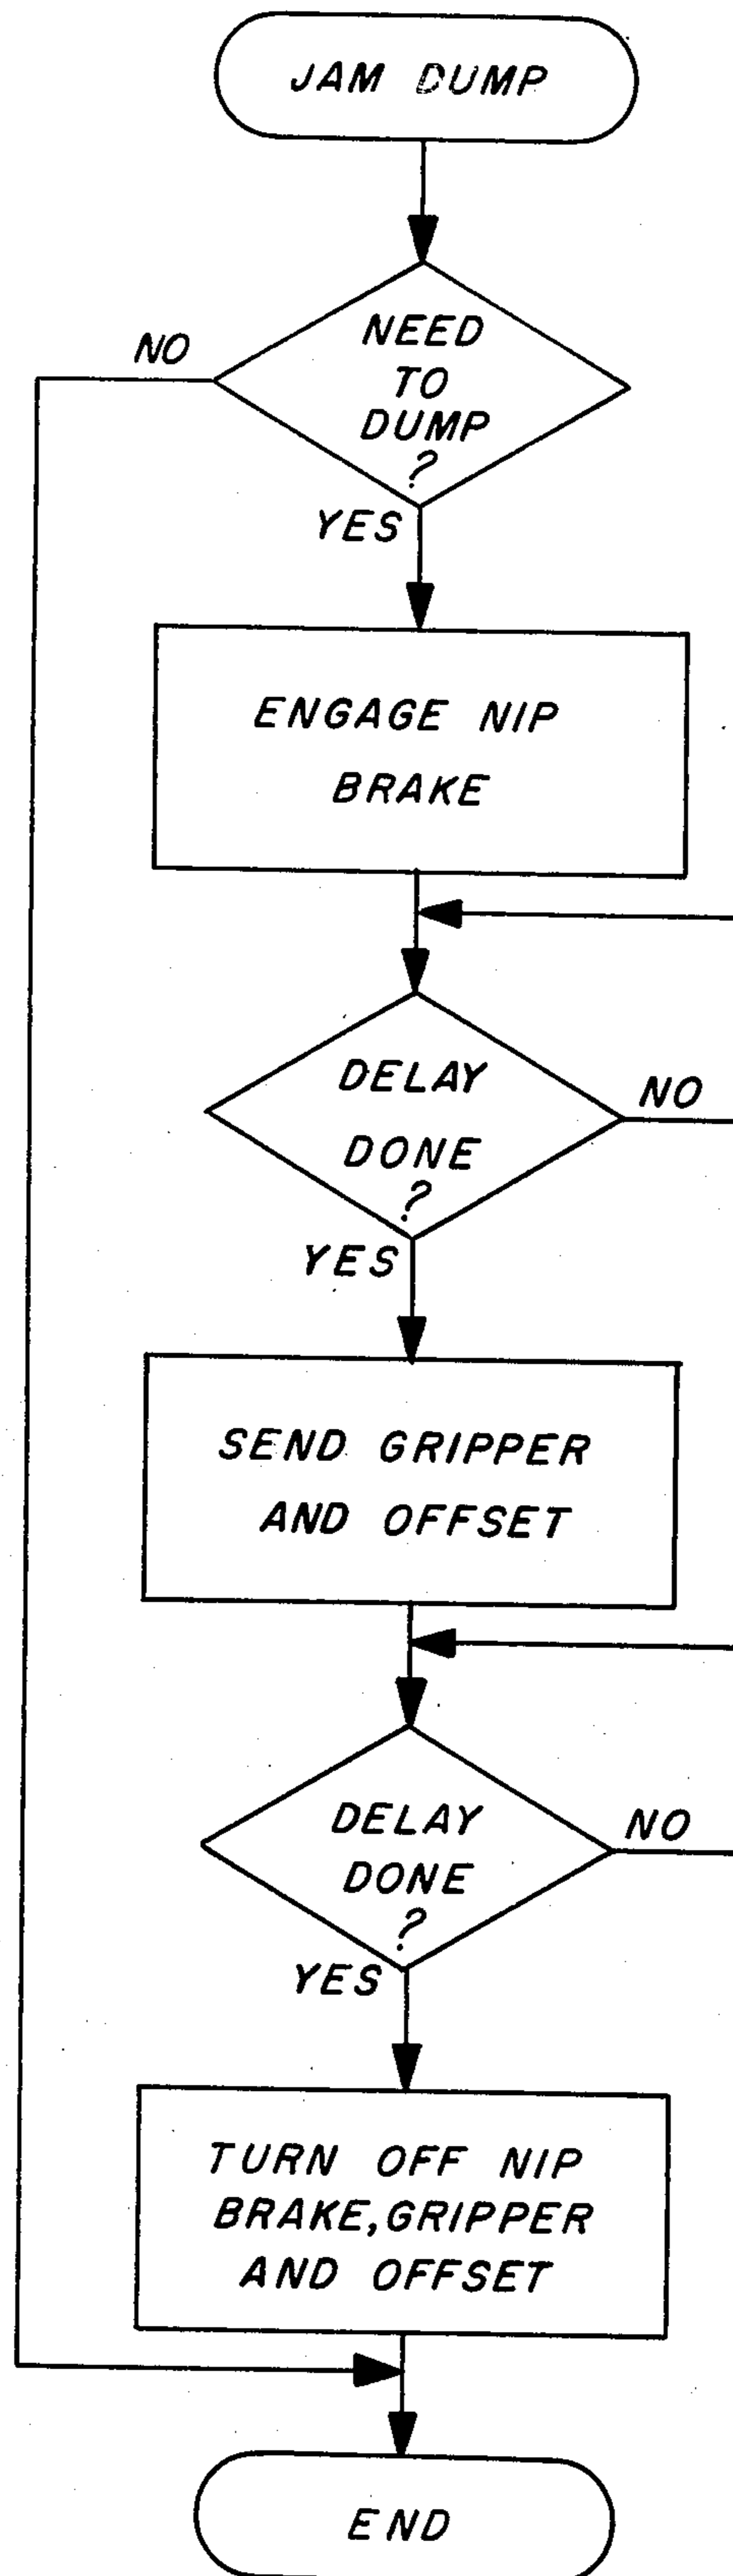 JAM DUMP
NEED
TO
DUMP
?
NO
YES
ENGAGE NIP
BRAKE
DELAY
DONE
?
NO
YES
SEND GRIPPER
AND OFFSET
DELAY
DONE
?
NO
YES
TURN OFF NIP
BRAKE, GRIPPER
AND OFFSET
END